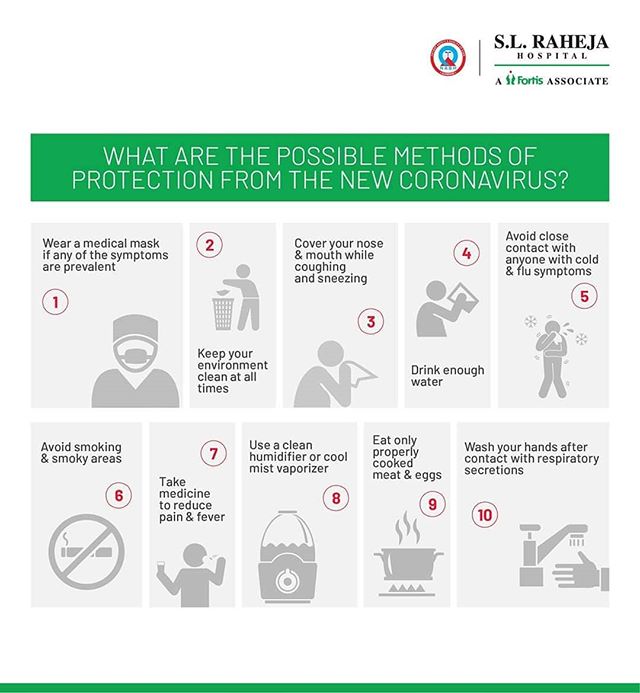 S.L. RAHEJA
HOSPITAL
A Fortis ASSOCIATE
WHAT ARE THE POSSIBLE METHODS OF
PROTECTION FROM THE NEW CORONAVIRUS?
Wear a medical mask
if any of the symptoms
are prevalent
1
2
Keep your
environment
clean at all
times
Cover your nose
& mouth while
coughing
and sneezing
3
4
Drink enough
water
Avoid close
contact with
anyone with cold
& flu symptoms
5
Avoid smoking
& smoky areas
6
7
Take
medicine
to reduce
pain & fever
Use a clean
humidifier or cool
mist vaporizer
8
Eat only
properly
cooked
meat & eggs
9
Wash your hands after
contact with respiratory
secretions
10